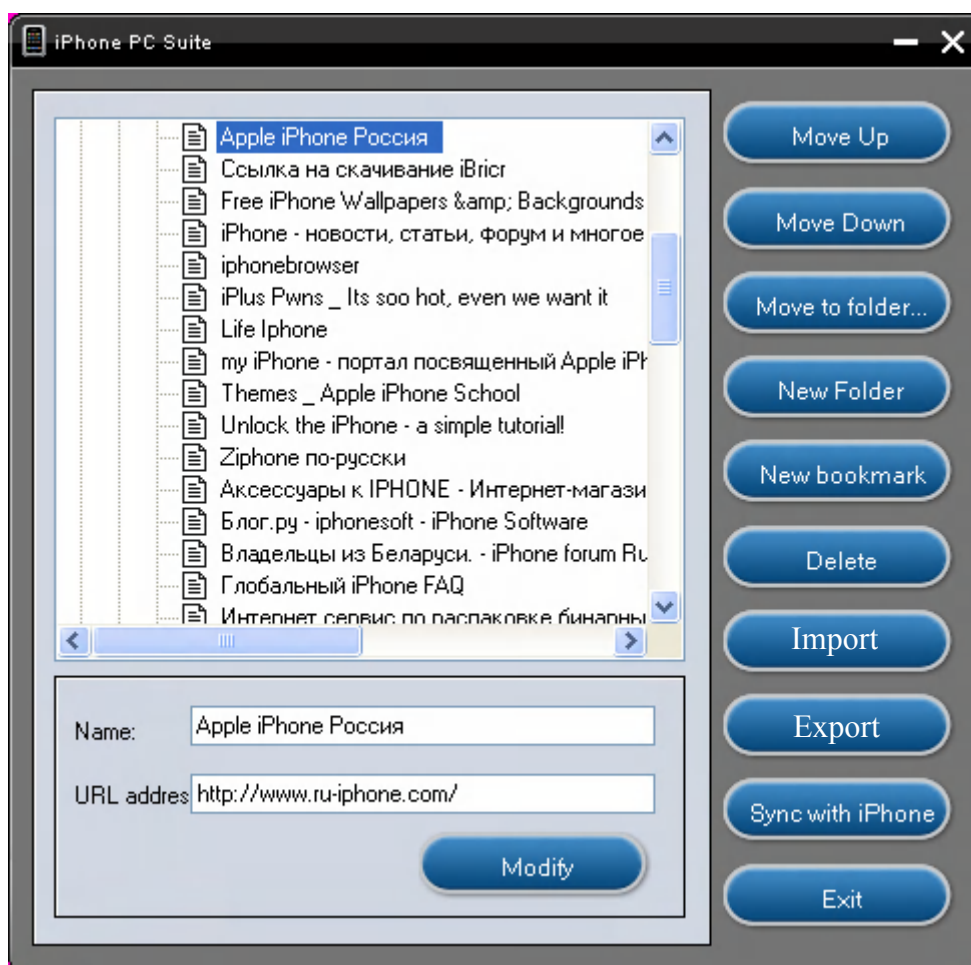 iPhone PC Suite
Apple iPhone Россия
Ссылка на скачивание iBricr
Free iPhone Wallpapers &amp; Backgrounds
iPhone - новости, статьи, форум и многое
iphonebrowser
iPlus Pwns _ Its soo hot, even we want it
Life Iphone
my iPhone - портал посвященный Apple iPh
Themes _ Apple iPhone School
Unlock the iPhone - a simple tutorial!
Ziphone по-русски
Аксессуары к IPHONE - Интернет-магази
Блог.ру - iphonesoft - iPhone Software
Владельцы из Беларуси. - iPhone forum Ru
Глобальный iPhone FAQ
Интернет сервис по распаковке бинарны
Name:
Apple iPhone Россия
URL addres
http://www.ru-iphone.com/
Modify
Move Up
Move Down
Move to folder...
New Folder
New bookmark
Delete
Import
Export
Sync with iPhone
Exit